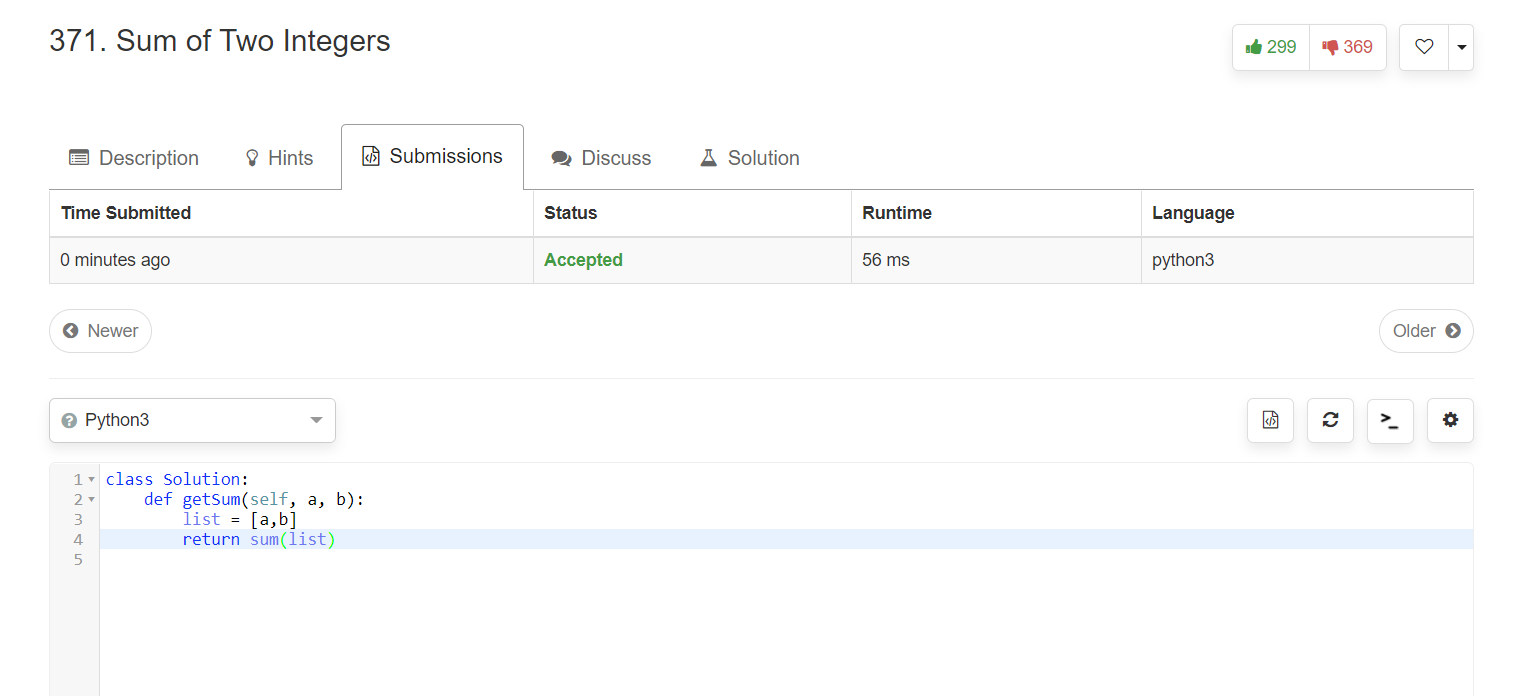 371. Sum of Two Integers
299 369
Description Hints Submissions Discuss Solution
Time Submitted Status Runtime Language
0 minutes ago Accepted 56 ms python3
Newer Older
Python3
1 class Solution:
2     def getSum(self, a, b):
3         list = [a,b]
4         return sum(list)
5